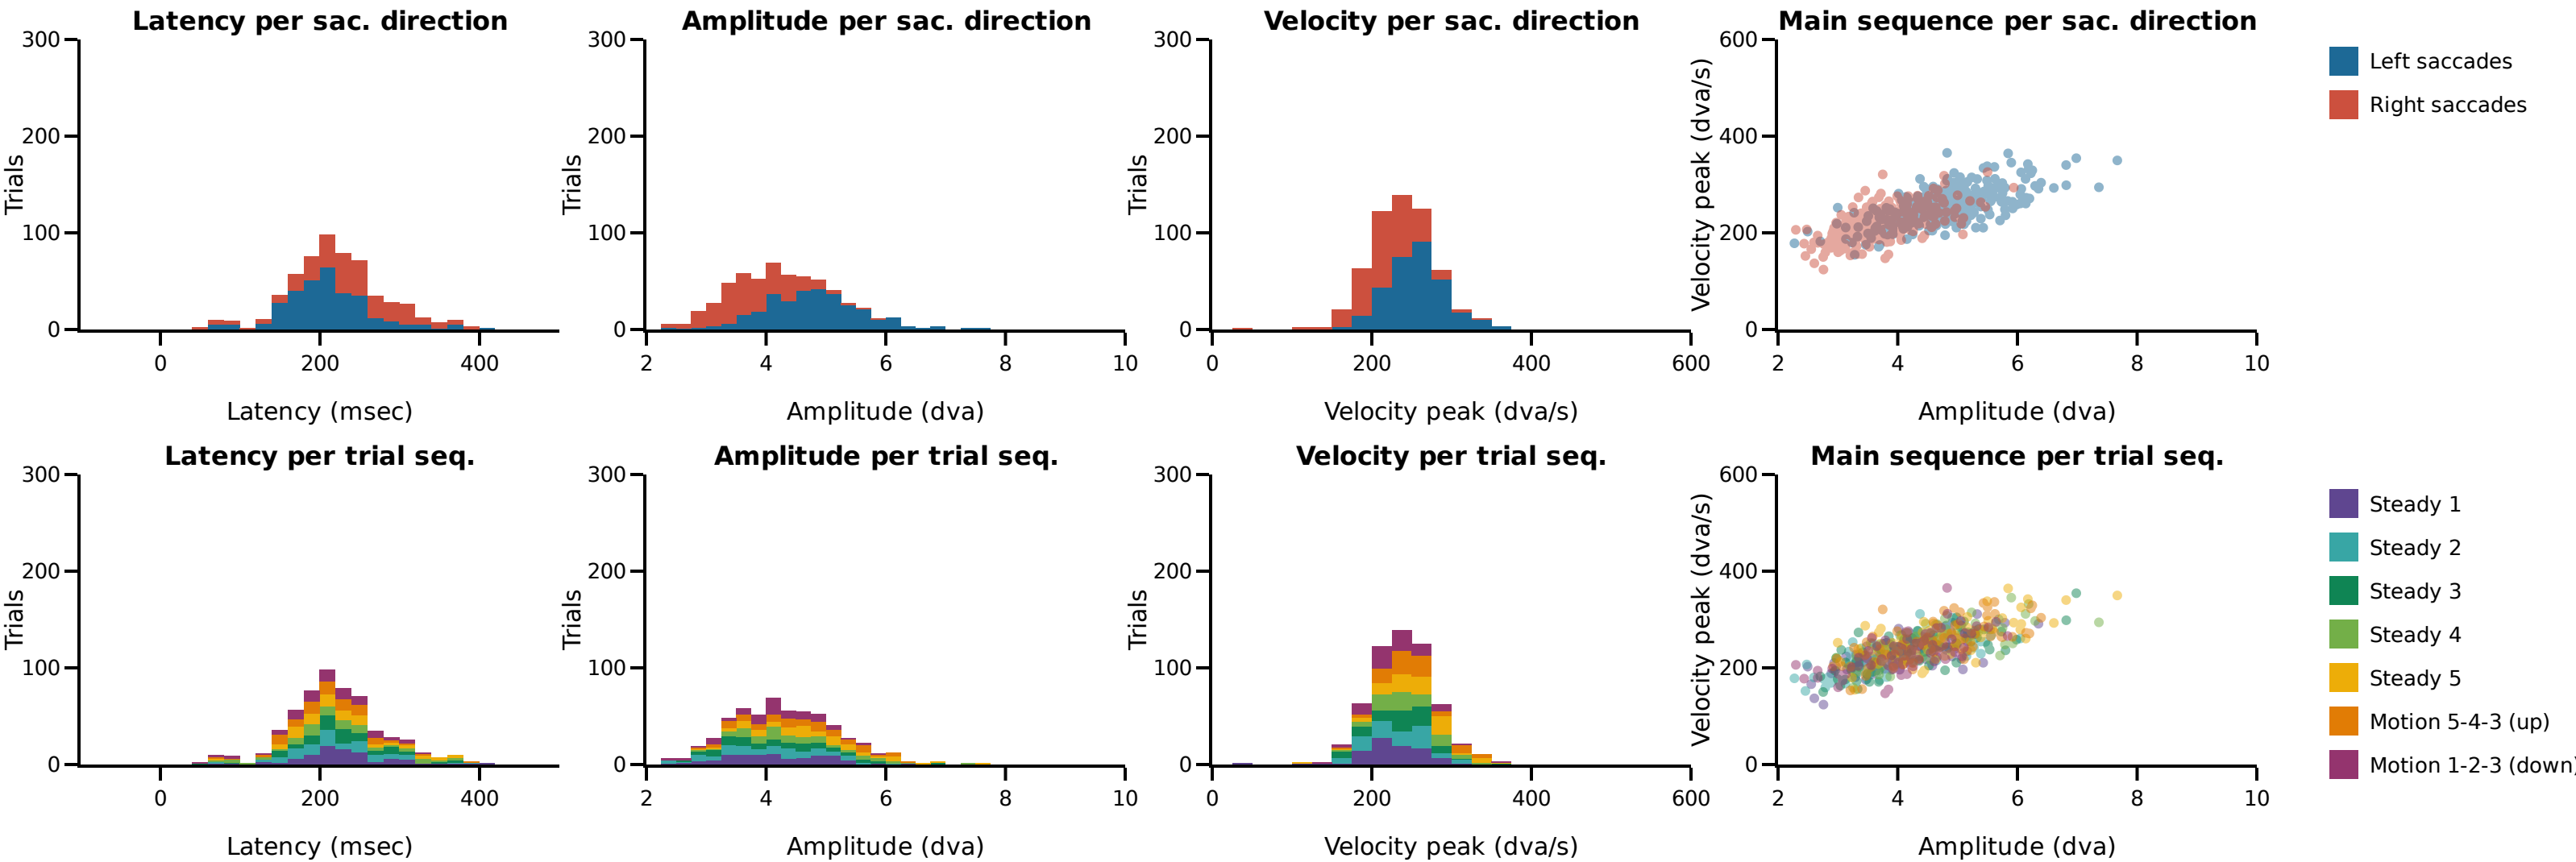 Latency per sac. direction
Amplitude per sac. direction
Velocity per sac. direction
Main sequence per sac. direction
300
200
100
0
Trials
0
200
400
Latency (msec)
300
200
100
0
Trials
2
4
6
8
10
Amplitude (dva)
300
200
100
0
Trials
0
200
400
600
Velocity peak (dva/s)
600
400
200
0
Velocity peak (dva/s)
2
4
6
8
10
Amplitude (dva)
Left saccades
Right saccades
Latency per trial seq.
Amplitude per trial seq.
Velocity per trial seq.
Main sequence per trial seq.
300
200
100
0
Trials
0
200
400
Latency (msec)
300
200
100
0
Trials
2
4
6
8
10
Amplitude (dva)
300
200
100
0
Trials
0
200
400
600
Velocity peak (dva/s)
600
400
200
0
Velocity peak (dva/s)
2
4
6
8
10
Amplitude (dva)
Steady 1
Steady 2
Steady 3
Steady 4
Steady 5
Motion 5-4-3 (up)
Motion 1-2-3 (down)